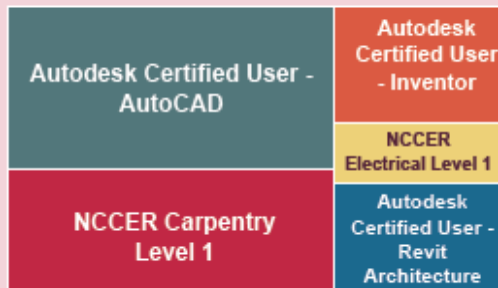 Autodesk Certified User -
AutoCAD
Autodesk
Certified User
- Inventor
NCCER
Electrical Level 1
NCCER Carpentry
Level 1
Autodesk
Certified User -
Revit
Architecture